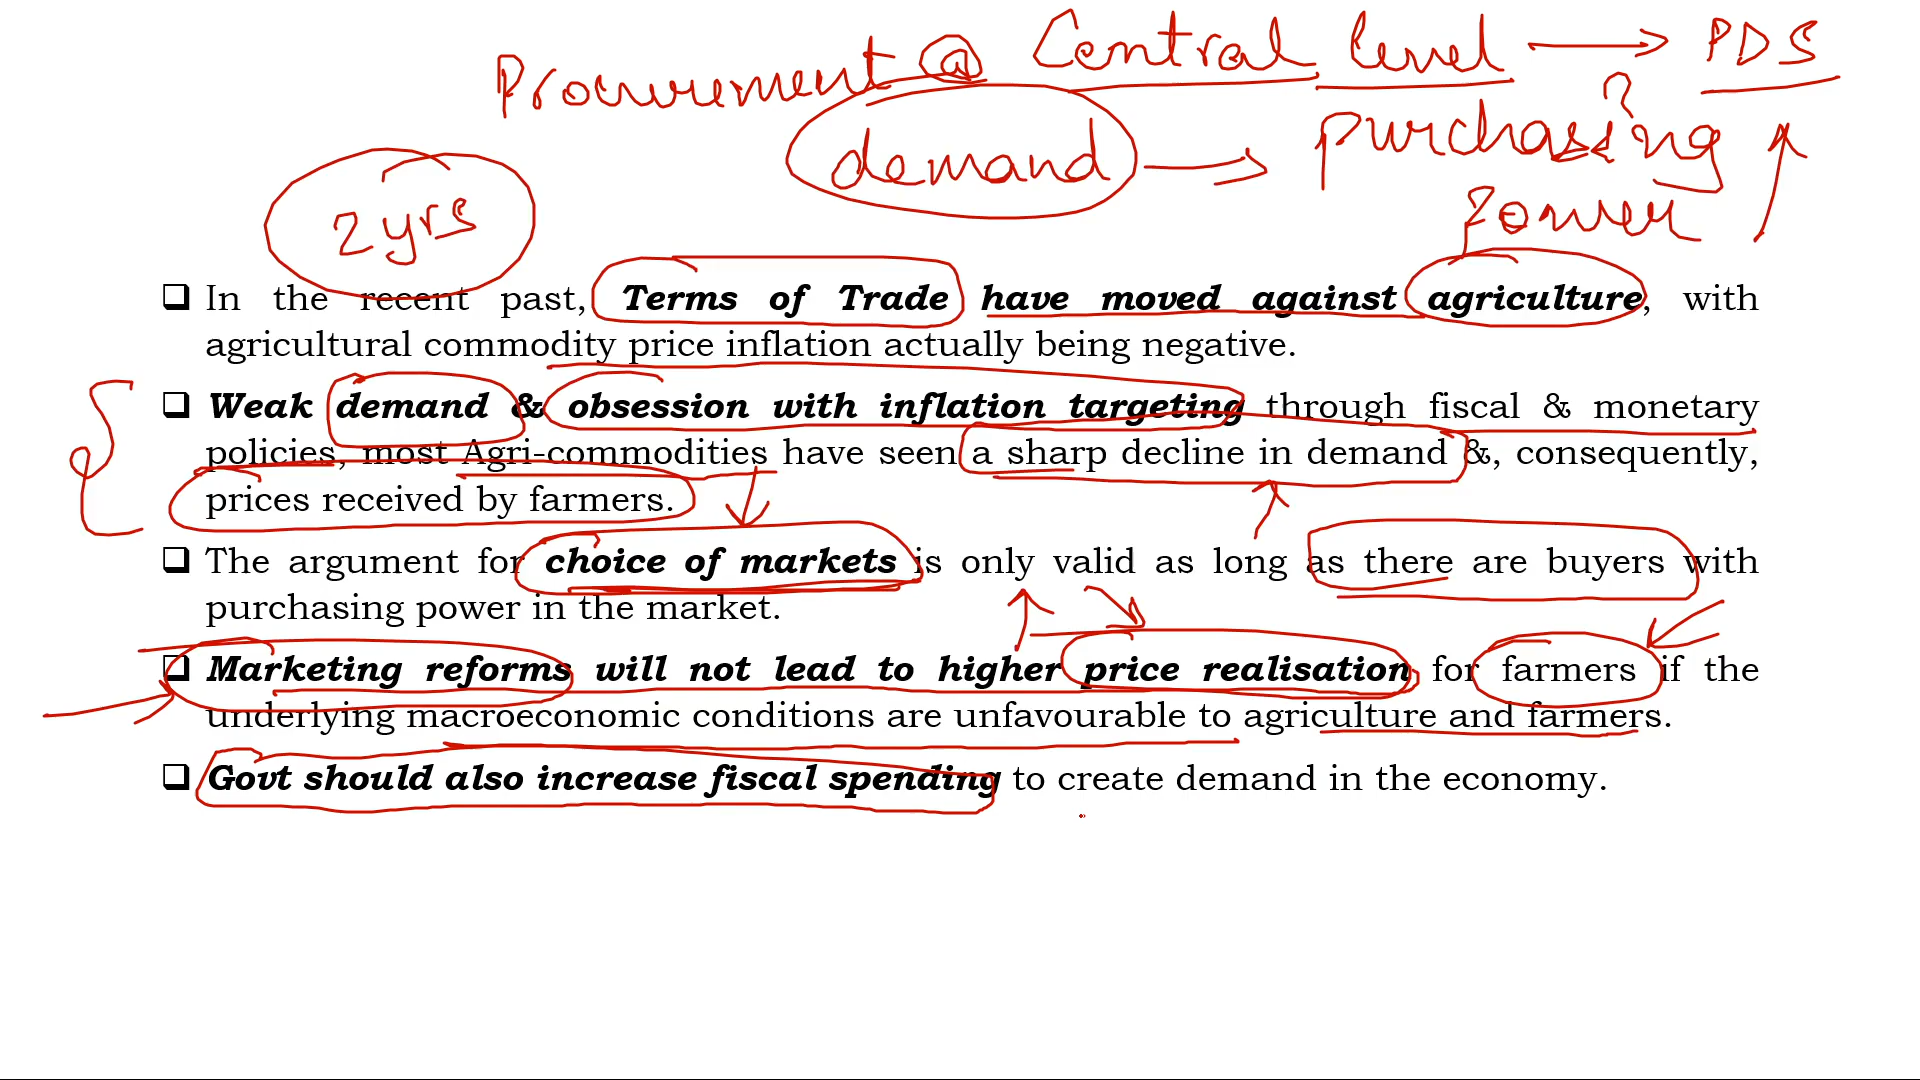 Procurement @ Central level → PDS
?
demand → purchasing
power
2 yrs
❑ In the recent past, Terms of Trade have moved against agriculture, with
agricultural commodity price inflation actually being negative.
❑ Weak demand & obsession with inflation targeting through fiscal & monetary
policies, most Agri-commodities have seen a sharp decline in demand &, consequently,
prices received by farmers.
❑ The argument for choice of markets is only valid as long as there are buyers with
purchasing power in the market.
❑ Marketing reforms will not lead to higher price realisation for farmers if the
underlying macroeconomic conditions are unfavourable to agriculture and farmers.
❑ Govt should also increase fiscal spending to create demand in the economy.